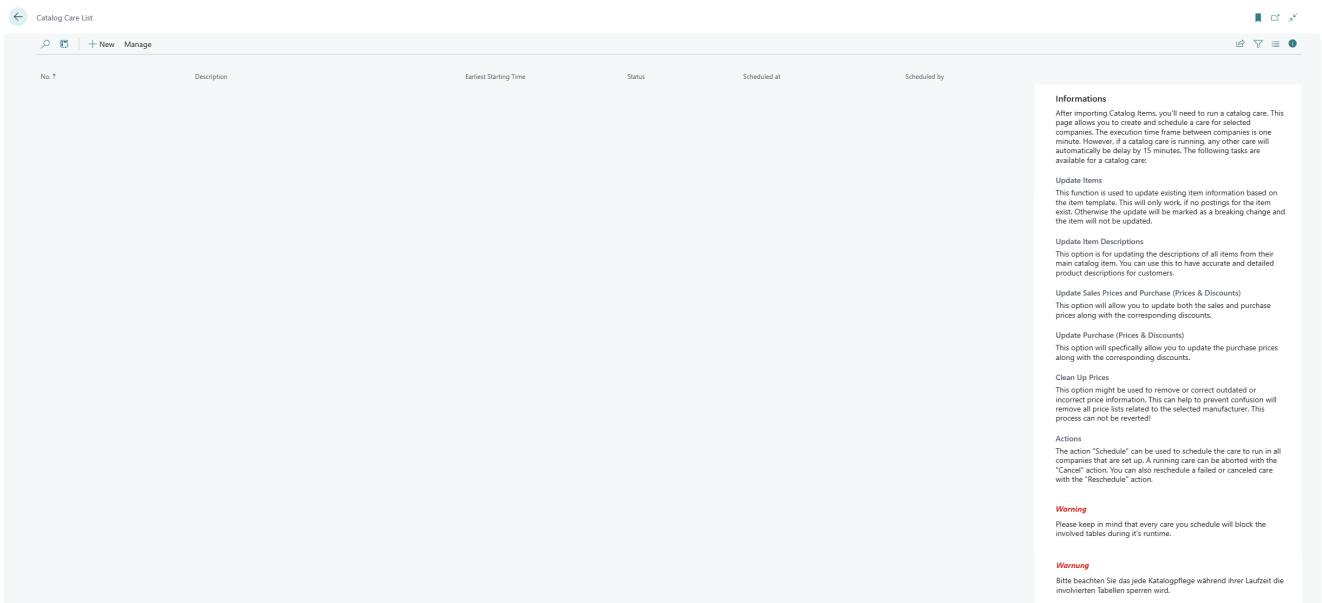 Catalog Care List
New Manage
No. ↑ Description Earliest Starting Time Status Scheduled at Scheduled by
Informations
After importing Catalog Items, you'll need to run a catalog care. This
page allows you to create and schedule a care for selected
companies. The execution time frame between companies is one
minute. However, if a catalog care is running, any other care will
automatically be delay by 15 minutes. The following tasks are
available for a catalog care:
Update Items
This function is used to update existing item information based on
the item template. This will only work, if no postings for the item
exist. Otherwise the update will be marked as a breaking change and
the item will not be updated.
Update Item Descriptions
This option is for updating the descriptions of all items from their
main catalog item. You can use this to have accurate and detailed
product descriptions for customers.
Update Sales Prices and Purchase (Prices & Discounts)
This option will allow you to update both the sales and purchase
prices along with the corresponding discounts.
Update Purchase (Prices & Discounts)
This option will specfically allow you to update the purchase prices
along with the corresponding discounts.
Clean Up Prices
This option might be used to remove or correct outdated or
incorrect price information. This can help to prevent confusion will
remove all price lists related to the selected manufacturer. This
process can not be reverted!
Actions
The action "Schedule" can be used to schedule the care to run in all
companies that are set up. A running care can be aborted with the
"Cancel" action. You can also reschedule a failed or canceled care
with the "Reschedule" action.
Warning
Please keep in mind that every care you schedule will block the
involved tables during it's runtime.
Warnung
Bitte beachten Sie das jede Katalogpflege während ihrer Laufzeit die
involvierten Tabellen sperren wird.